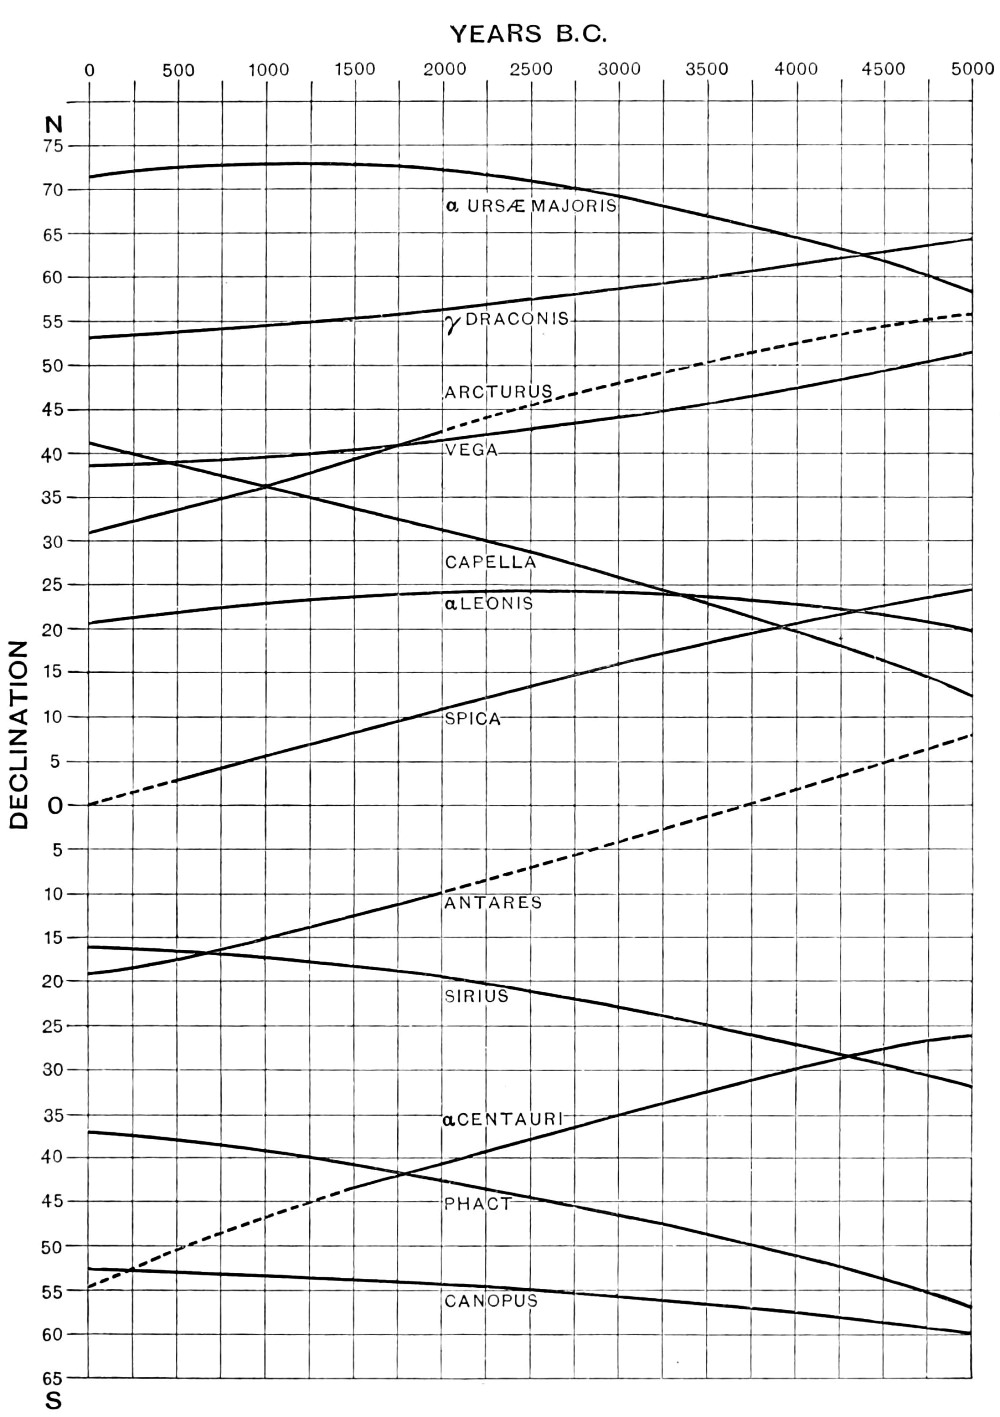 YEARS B.C.
0 500 1000 1500 2000 2500 3000 3500 4000 4500 5000
N
75
70
α URSÆ MAJORIS
65
60
55
γ DRACONIS
50
ARCTURUS
45
40
VEGA
35
30
CAPELLA
25
α LEONIS
20
15
10
SPICA
5
DECLINATION
0
5
10
ANTARES
15
20
SIRIUS
25
30
35
α CENTAURI
40
45
PHACT
50
55
CANOPUS
60
65
S